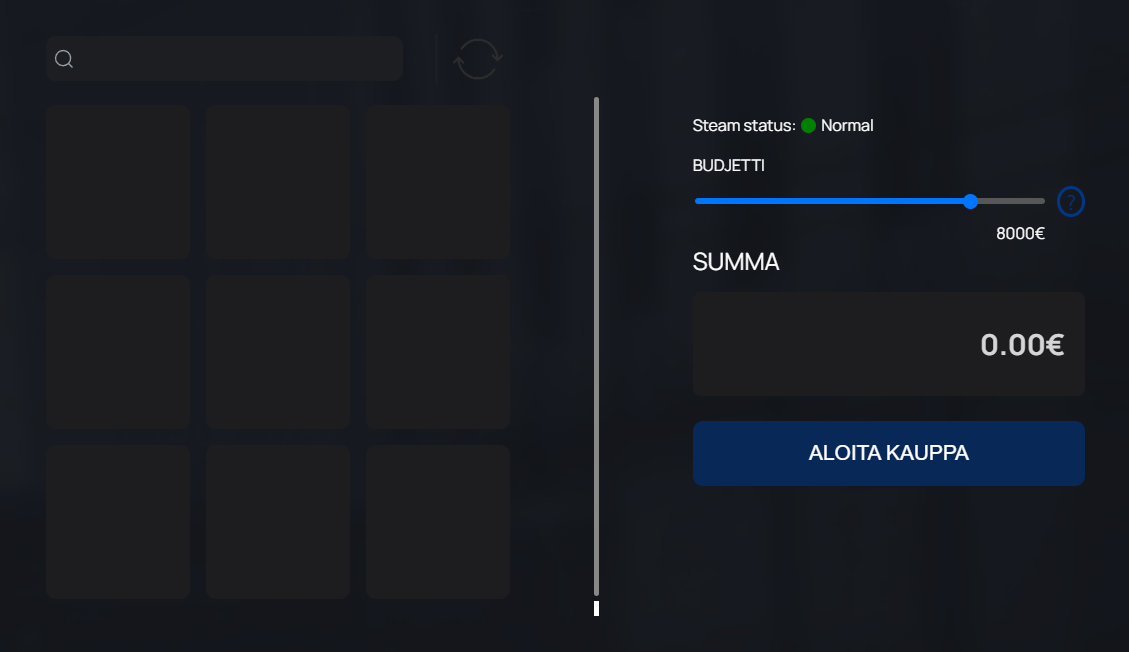 Steam status: Normal
BUDJETTI
?
8000€
SUMMA
0.00€
ALOITA KAUPPA